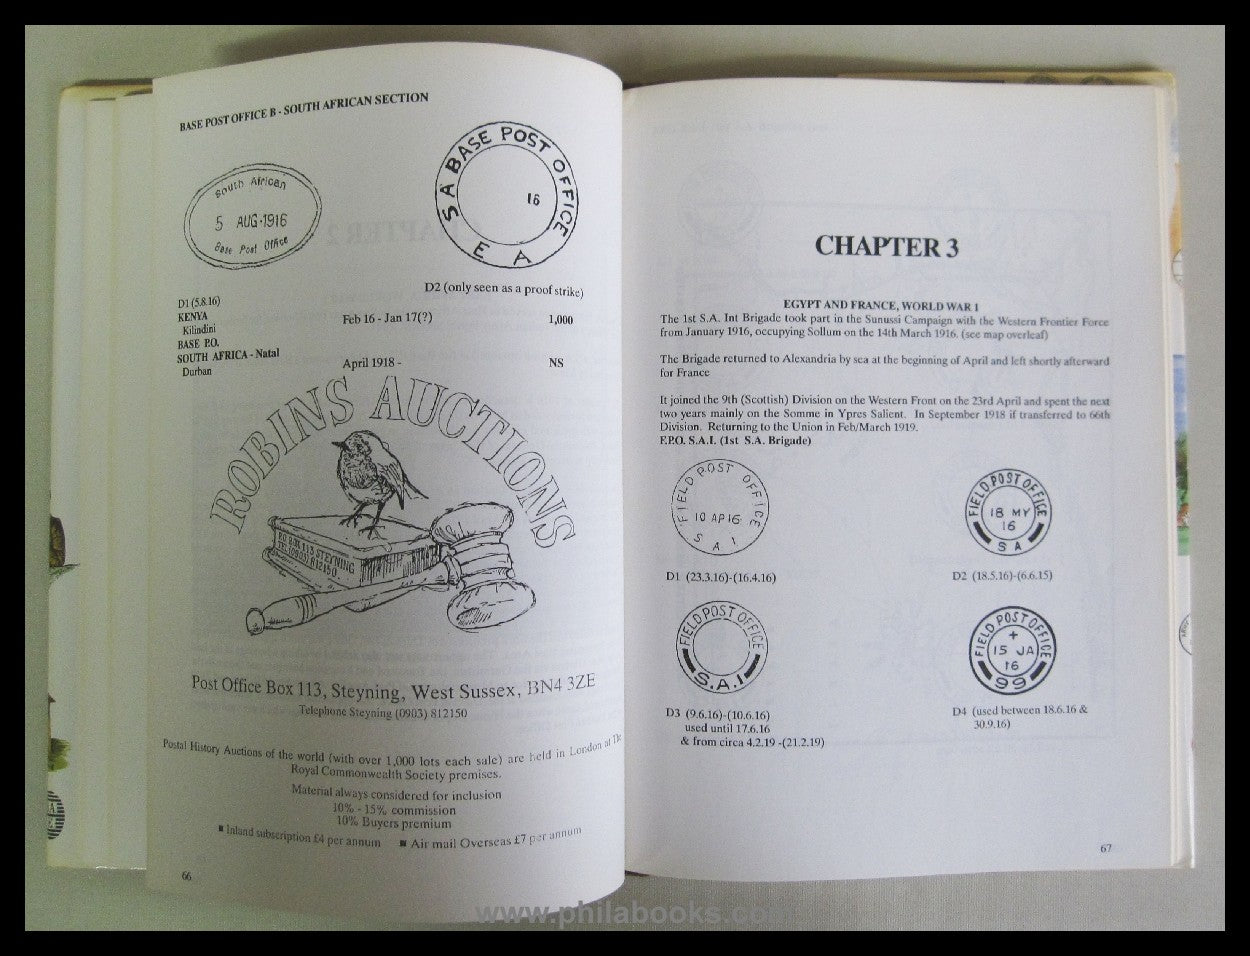 BASE POST OFFICE B - SOUTH AFRICAN SECTION
South African
5 AUG·1916
Base Post Office
S A BASE POST OFFICE
16
E A
D1 (5.8.16)
D2 (only seen as a proof strike)
KENYA
Kilindini
Feb 16 - Jan 17(?)
1,000
BASE P.O.
SOUTH AFRICA - Natal
Durban
April 1918 -
NS
ROBINS AUCTIONS
P.O. BOX 113 STEYNING
TEL (0903) 812150
Post Office Box 113, Steyning, West Sussex, BN4 3ZE
Telephone Steyning (0903) 812150
Postal History Auctions of the world (with over 1,000 lots each sale) are held in London at The
Royal Commonwealth Society premises.
Material always considered for inclusion
10% - 15% commission
10% Buyers premium
■ Inland subscription £4 per annum ■ Air mail Overseas £7 per annum
66
CHAPTER 3
EGYPT AND FRANCE, WORLD WAR I
The 1st S.A. Int Brigade took part in the Sunussi Campaign with the Western Frontier Force
from January 1916, occupying Sollum on the 14th March 1916. (see map overleaf)
The Brigade returned to Alexandria by sea at the beginning of April and left shortly afterward
for France
It joined the 9th (Scottish) Division on the Western Front on the 23rd April and spent the next
two years mainly on the Somme in Ypres Salient. In September 1918 if transferred to 66th
Division. Returning to the Union in Feb/March 1919.
F.P.O. S.A.I. (1st S.A. Brigade)
FIELD POST OFFICE
10 AP 16
S A I
FIELD POST OFFICE
18 MY
16
S A
D1 (23.3.16)-(16.4.16)
D2 (18.5.16)-(6.6.15)
FIELD POST OFFICE
S.A.I
FIELD POST OFFICE
+
15 JA
16
99
D3 (9.6.16)-(10.6.16)
used until 17.6.16
& from circa 4.2.19 -(21.2.19)
D4 (used between 18.6.16 &
30.9.16)
67
www.philabooks.com